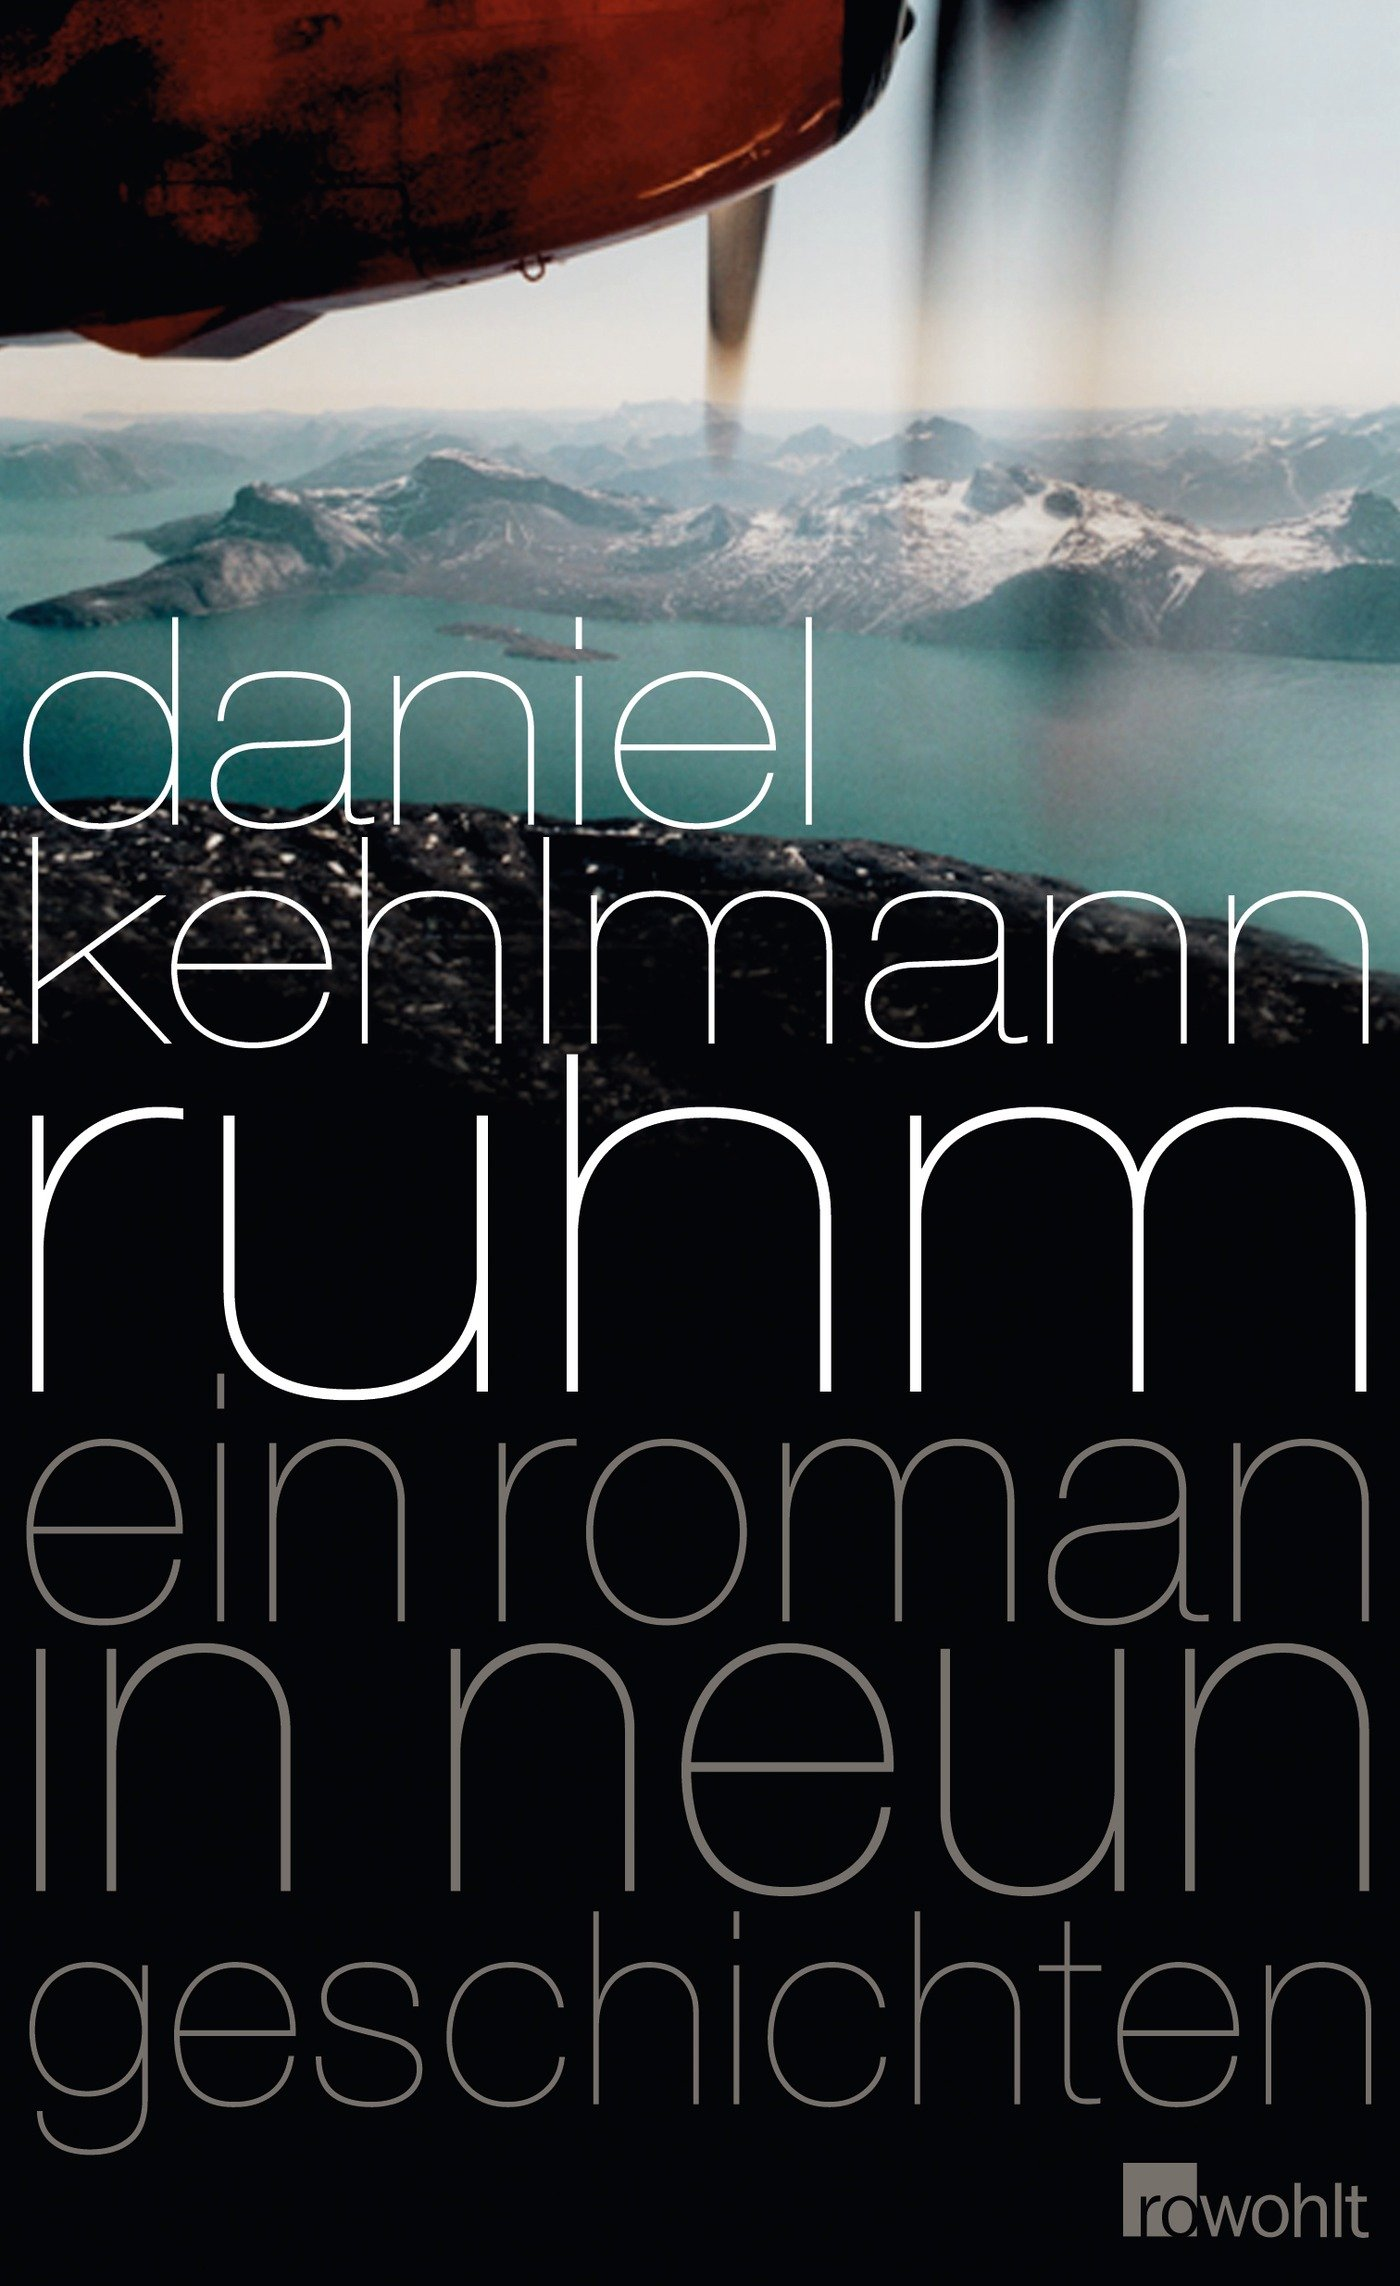 daniel
kehlmann
ruhm
ein roman
in neun
geschichten
rowohlt